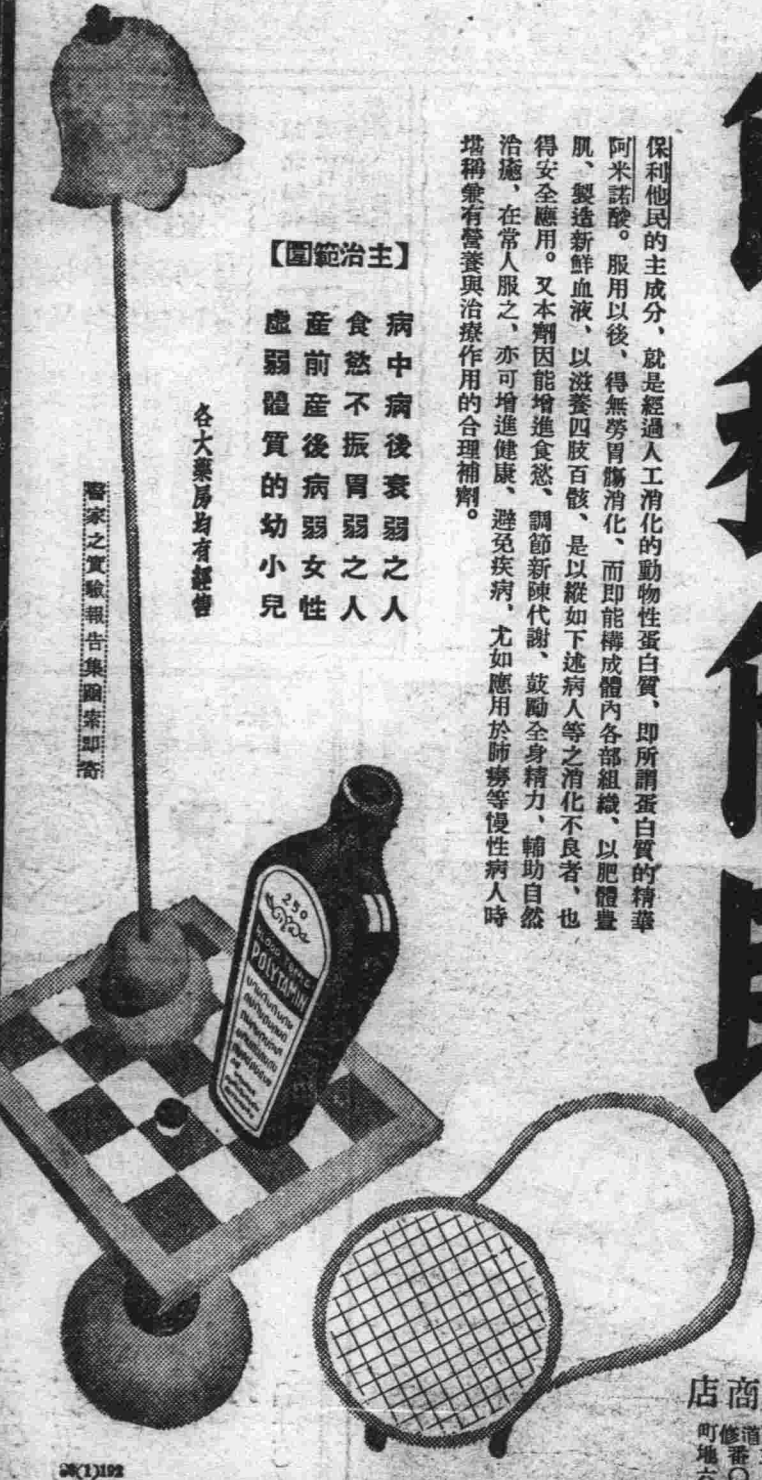 保利他民的主成分、就是經過人工消化的動物性蛋白質、即所謂蛋白質的精華
阿米諾酸。服用以後、得無勞胃腸消化、而即能構成體內各部組織、以肥體豊
肌、製造新鮮血液、以滋養四肢百骸、是以縱如下述病人等之消化不良者、也
得安全應用。又本劑因能增進食慾、調節新陳代謝、鼓勵全身精力、輔助自然
治癒、在常人服之、亦可增進健康、避免疾病、尤如應用於肺癆等慢性病人時
堪稱兼有營養與治療作用的合理補劑。
【圍範治主】
病中病後衰弱之人
食慾不振胃弱之人
產前產後病弱女性
虛弱體質的幼小兒
各大藥房均有經售
醫家之實驗報告集函索即寄
250
BLOOD TONIC
POLYTAMIN
店商
(1)192